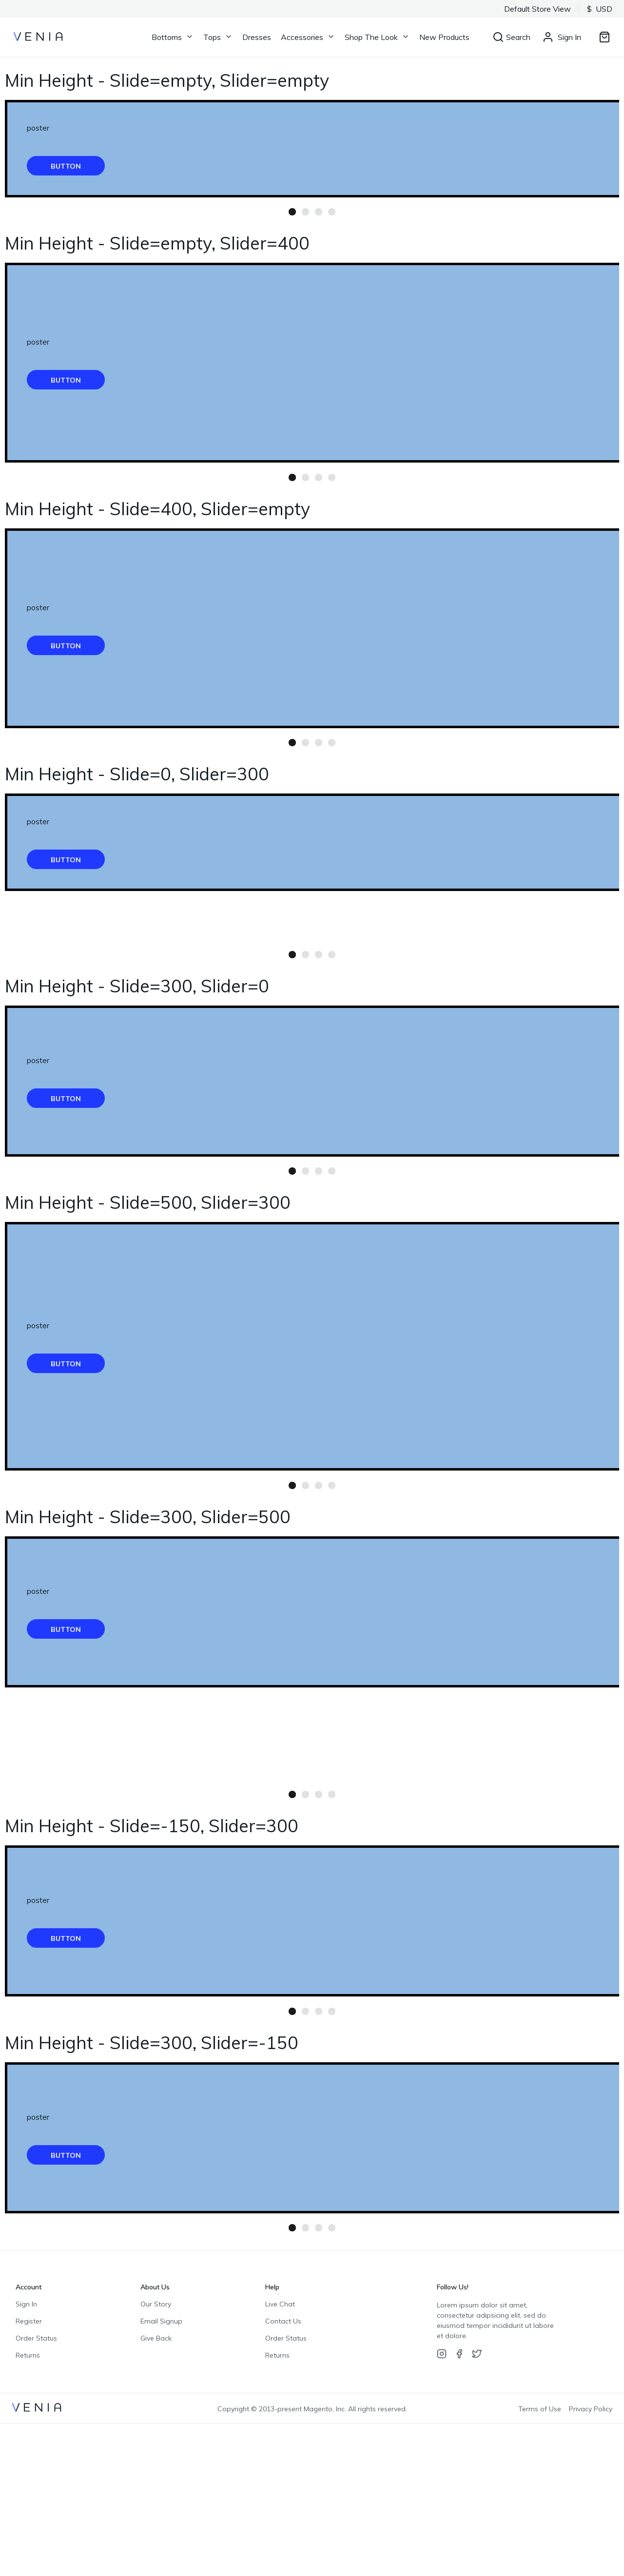 Default Store View
$ USD
VENIA
Bottoms
Tops
Dresses
Accessories
Shop The Look
New Products
Search
Sign In
Min Height - Slide=empty, Slider=empty
poster
BUTTON
Min Height - Slide=empty, Slider=400
poster
BUTTON
Min Height - Slide=400, Slider=empty
poster
BUTTON
Min Height - Slide=0, Slider=300
poster
BUTTON
Min Height - Slide=300, Slider=0
poster
BUTTON
Min Height - Slide=500, Slider=300
poster
BUTTON
Min Height - Slide=300, Slider=500
poster
BUTTON
Min Height - Slide=-150, Slider=300
poster
BUTTON
Min Height - Slide=300, Slider=-150
poster
BUTTON
Account
Sign In
Register
Order Status
Returns
About Us
Our Story
Email Signup
Give Back
Help
Live Chat
Contact Us
Order Status
Returns
Follow Us!
Lorem ipsum dolor sit amet,
consectetur adipsicing elit, sed do
eiusmod tempor incididunt ut labore
et dolore.
VENIA
Copyright © 2013-present Magento, Inc. All rights reserved.
Terms of Use
Privacy Policy